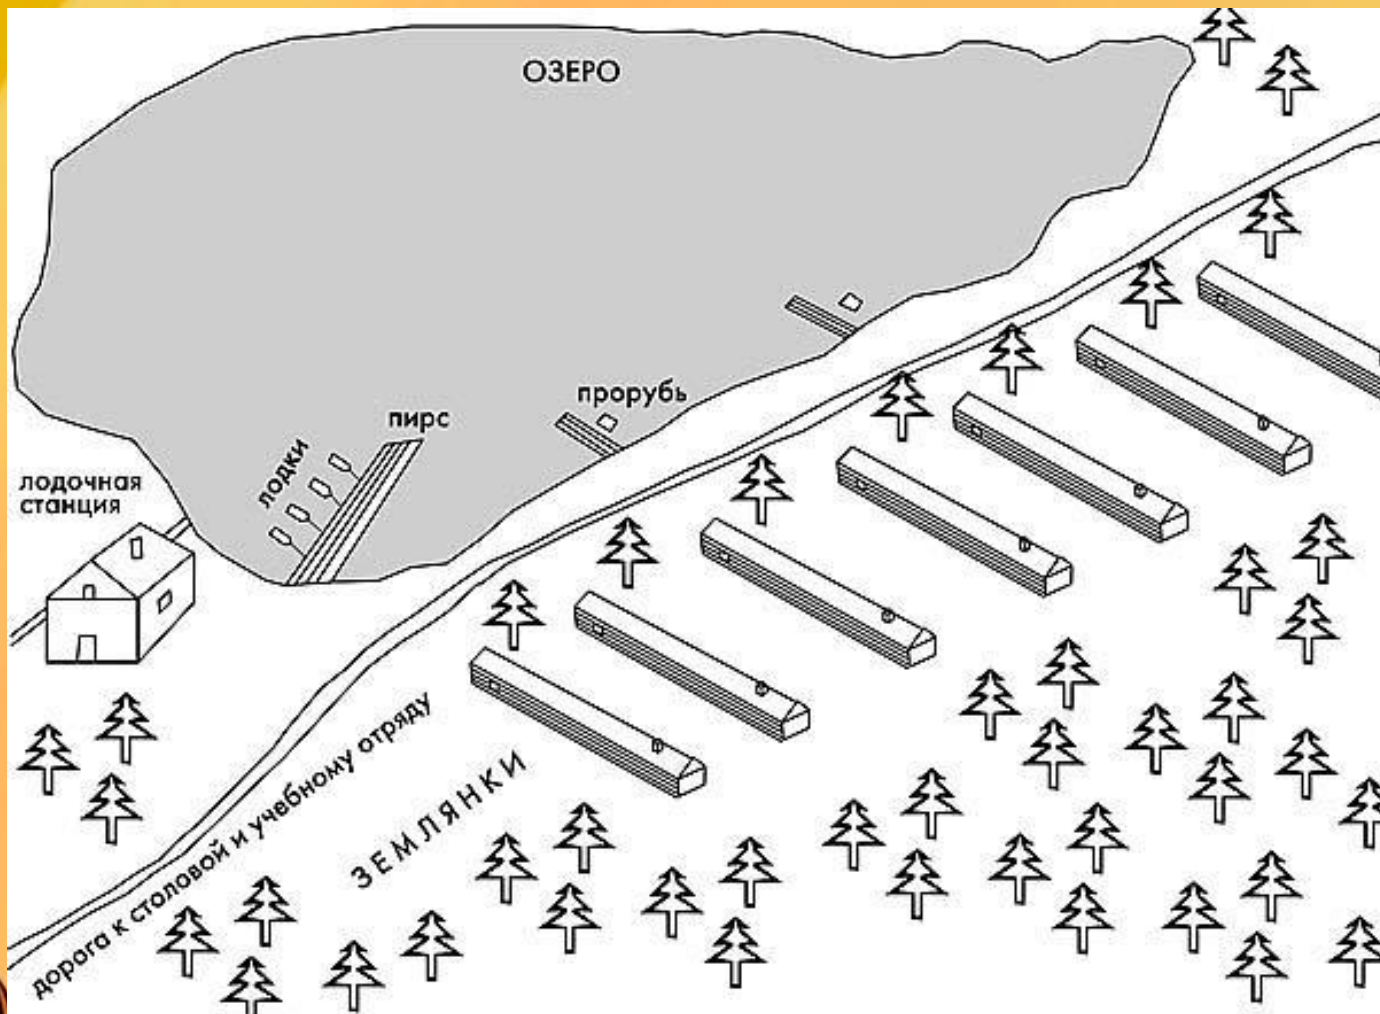 ОЗЕРО
прорубь
пирс
лодки
лодочная
станция
дорога к столовой и учебному отряду
ЗЕМЛЯНКИ